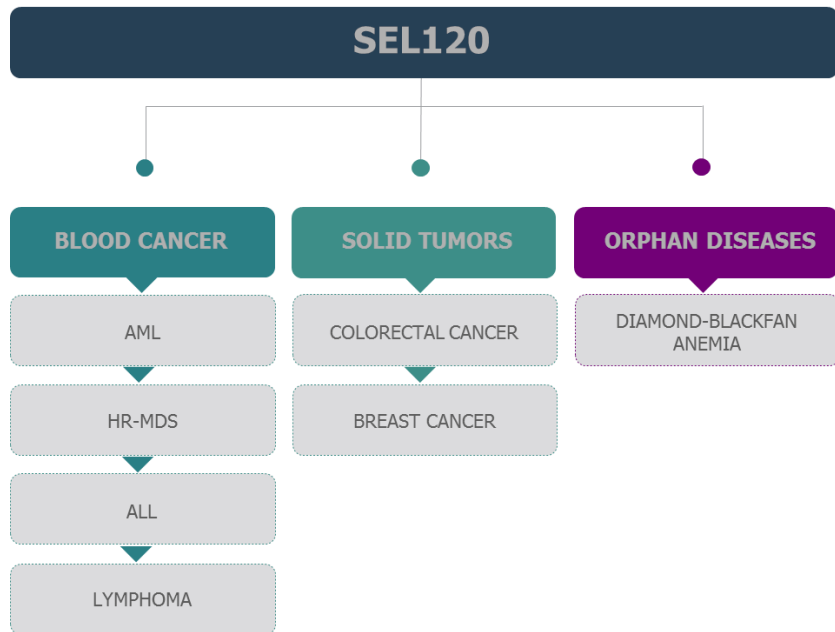 SEL120
BLOOD CANCER
AML
HR-MDS
ALL
LYMPHOMA
SOLID TUMORS
COLORECTAL CANCER
BREAST CANCER
ORPHAN DISEASES
DIAMOND-BLACKFAN
ANEMIA